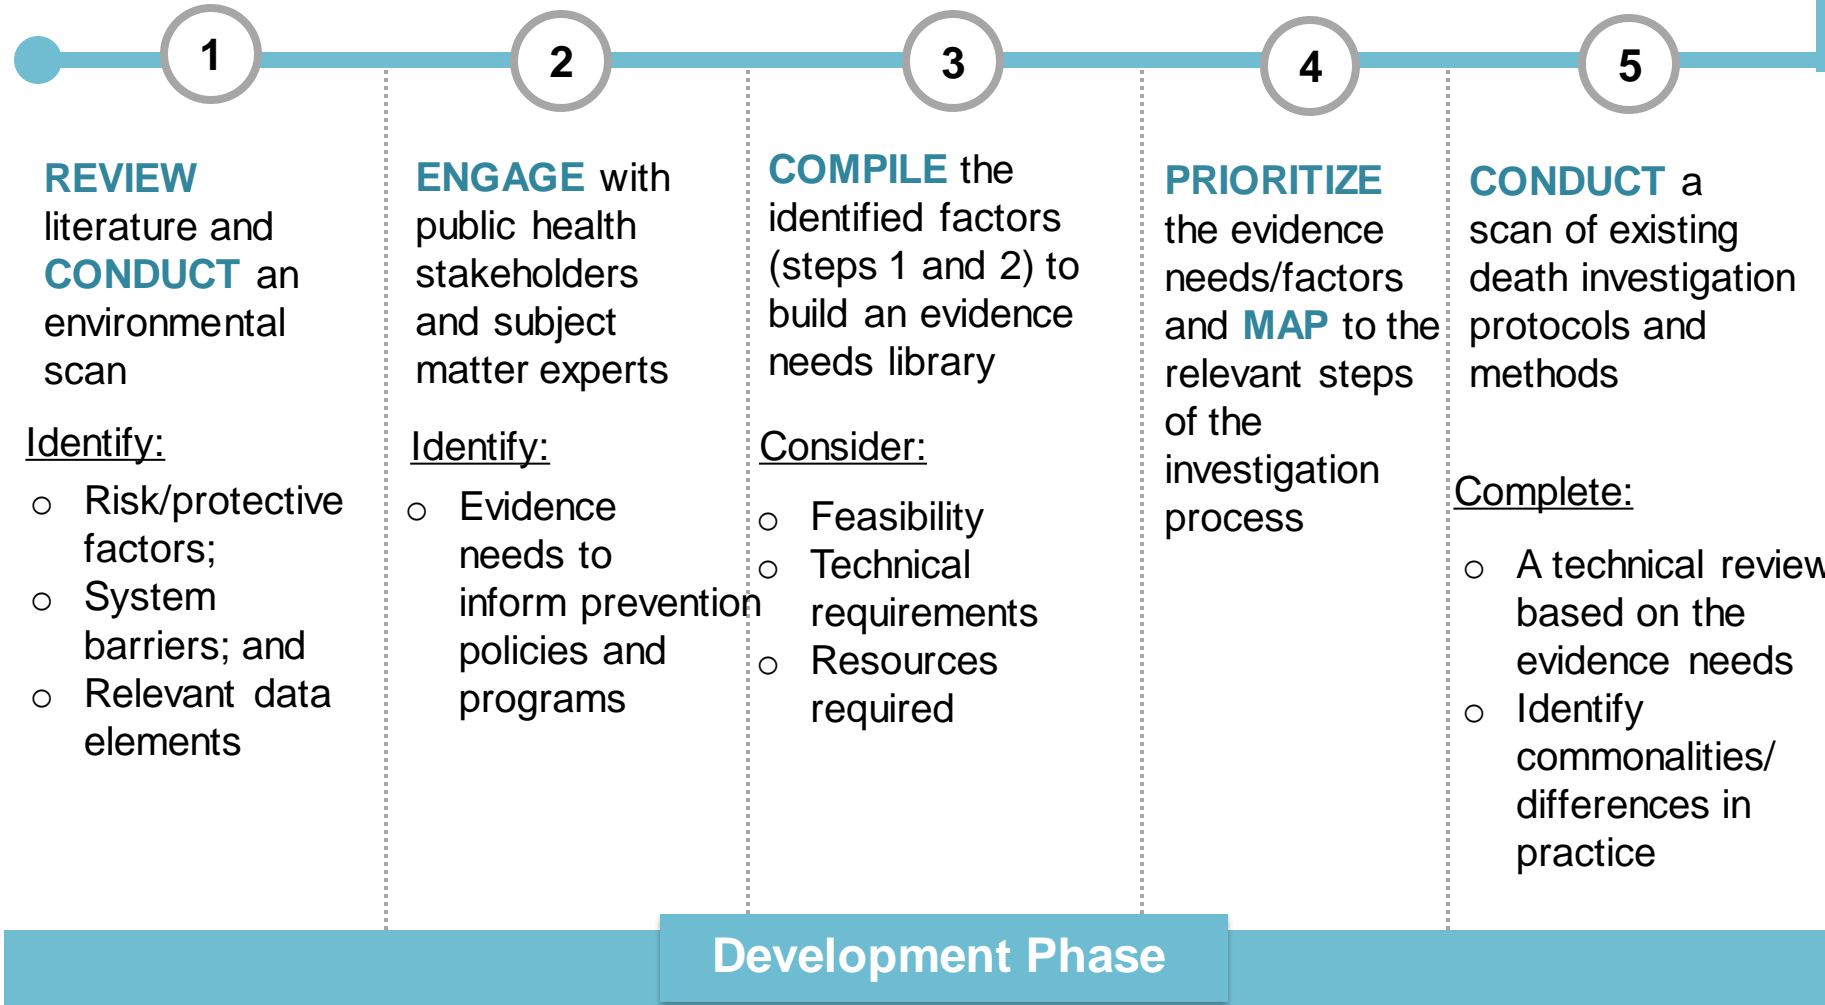 1
2
3
4
5
REVIEW
literature and
CONDUCT an
environmental
scan
Identify:
○ Risk/protective
factors;
○ System
barriers; and
○ Relevant data
elements
ENGAGE with
public health
stakeholders
and subject
matter experts
Identify:
○ Evidence
needs to
inform prevention
policies and
programs
COMPILE the
identified factors
(steps 1 and 2) to
build an evidence
needs library
Consider:
○ Feasibility
○ Technical
requirements
○ Resources
required
PRIORITIZE
the evidence
needs/factors
and MAP to the
relevant steps
of the
investigation
process
CONDUCT a
scan of existing
death investigation
protocols and
methods
Complete:
○ A technical review
based on the
evidence needs
○ Identify
commonalities/
differences in
practice
Development Phase